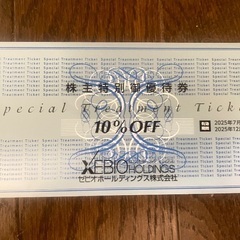 株主特別御優待券
Special Treatment Ticket
10%OFF
2025年7月
2025年12
XEBIO HOLDINGS
ゼビオホールディングス株式会社